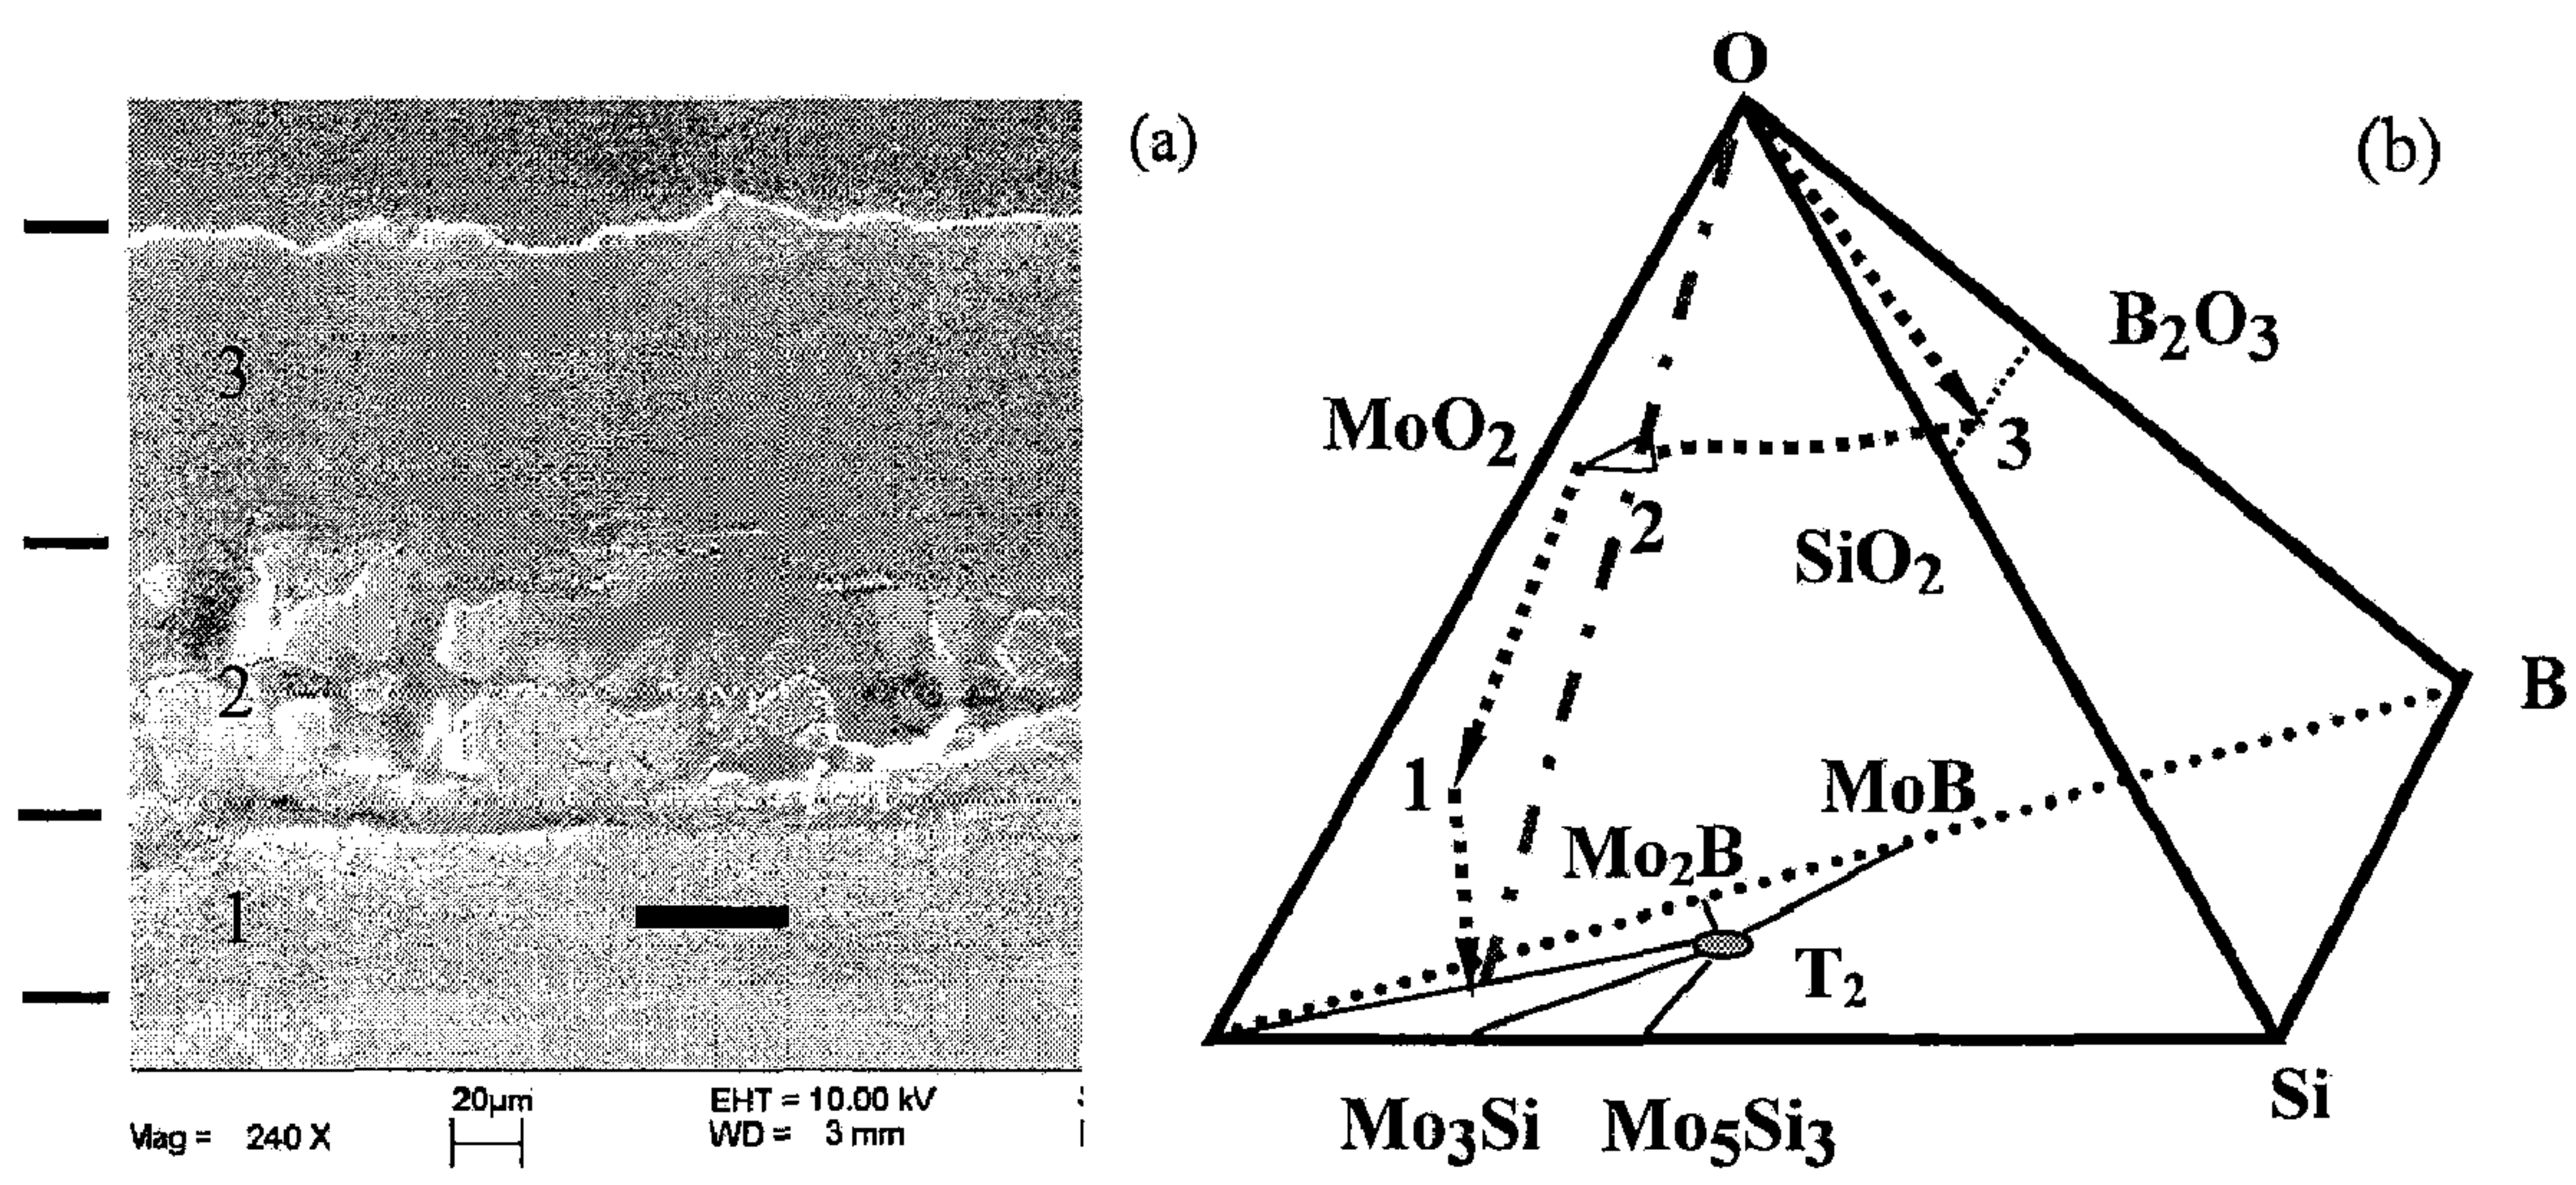 (a)
3
2
1
20μm
EHT = 10.00 kV
Mag = 240 X
WD = 3 mm
(b)
O
B₂O₃
MoO₂
3
2
SiO₂
B
1
MoB
Mo₂B
T₂
Si
Mo₃Si
Mo₅Si₃